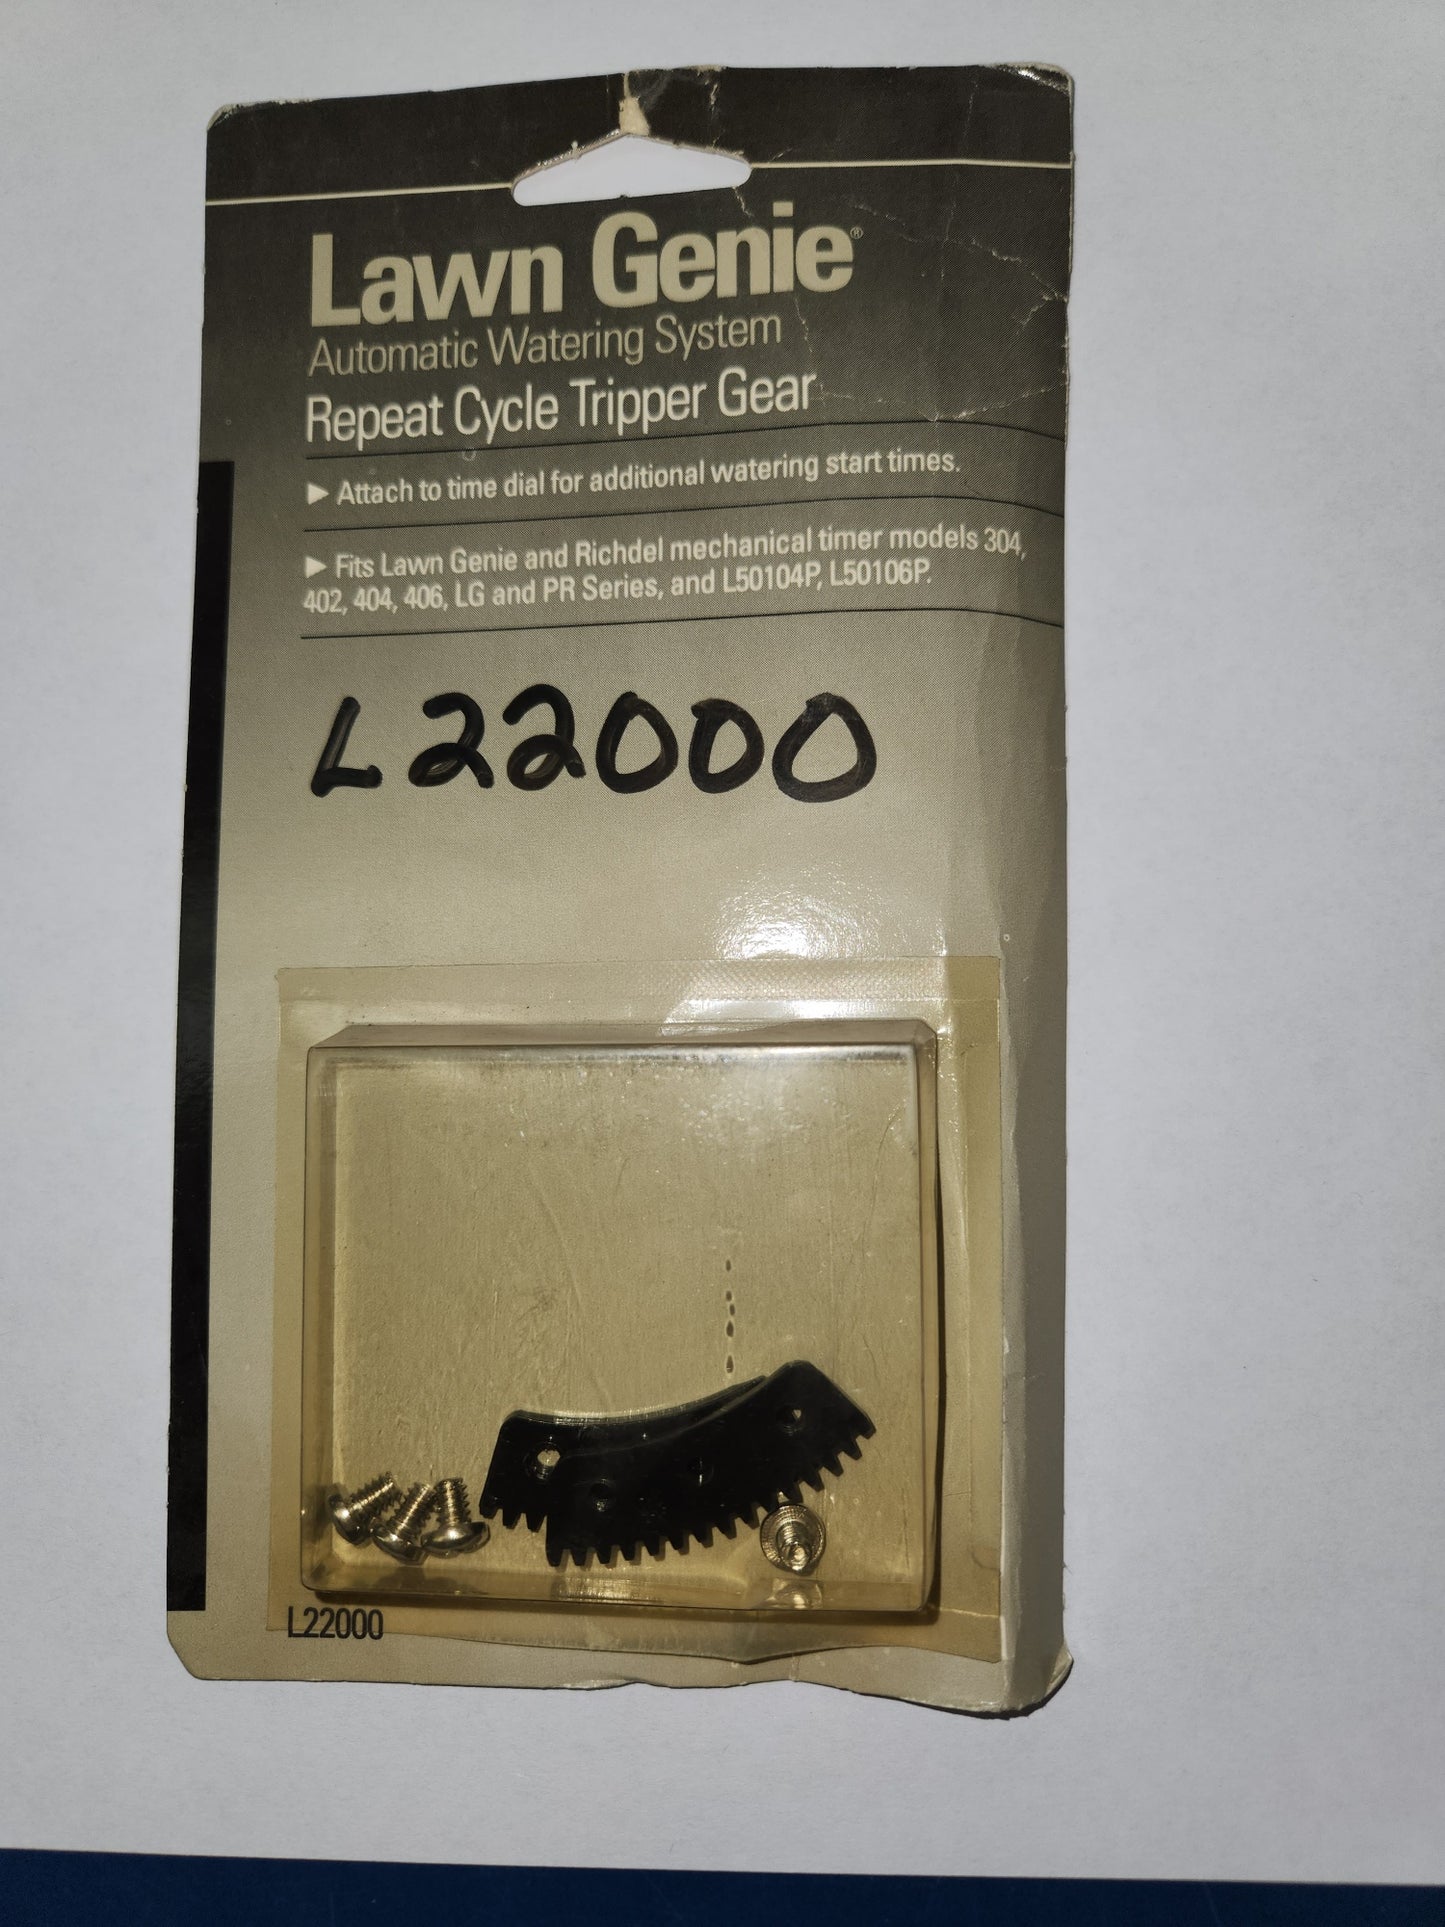 Lawn Genie®
Automatic Watering System
Repeat Cycle Tripper Gear
► Attach to time dial for additional watering start times.
► Fits Lawn Genie and Richdel mechanical timer models 304,
402, 404, 406, LG and PR Series, and L50104P, L50106P.
L22000
L22000